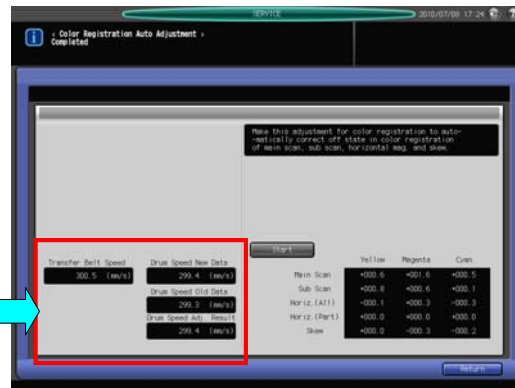 SERVICE
2010/07/08 17:24
< Color Registration Auto Adjustment >
Completed
Make this adjustment for color registration to auto-
-matically correct off state in color registration
of main scan, sub scan, horizontal mag. and skew.
Start
Transfer Belt Speed
300.5 (mm/s)
Drum Speed New Data
299.4 (mm/s)
Drum Speed Old Data
299.3 (mm/s)
Drum Speed Adj. Result
299.4 (mm/s)
Yellow Magenta Cyan
Main Scan +000.6 +001.6 +000.5
Sub Scan +000.8 +000.6 +000.1
Horiz.(All) -000.1 +000.3 -000.3
Horiz.(Part) +000.0 +000.0 +000.0
Skew +000.0 -000.3 -000.2
Return